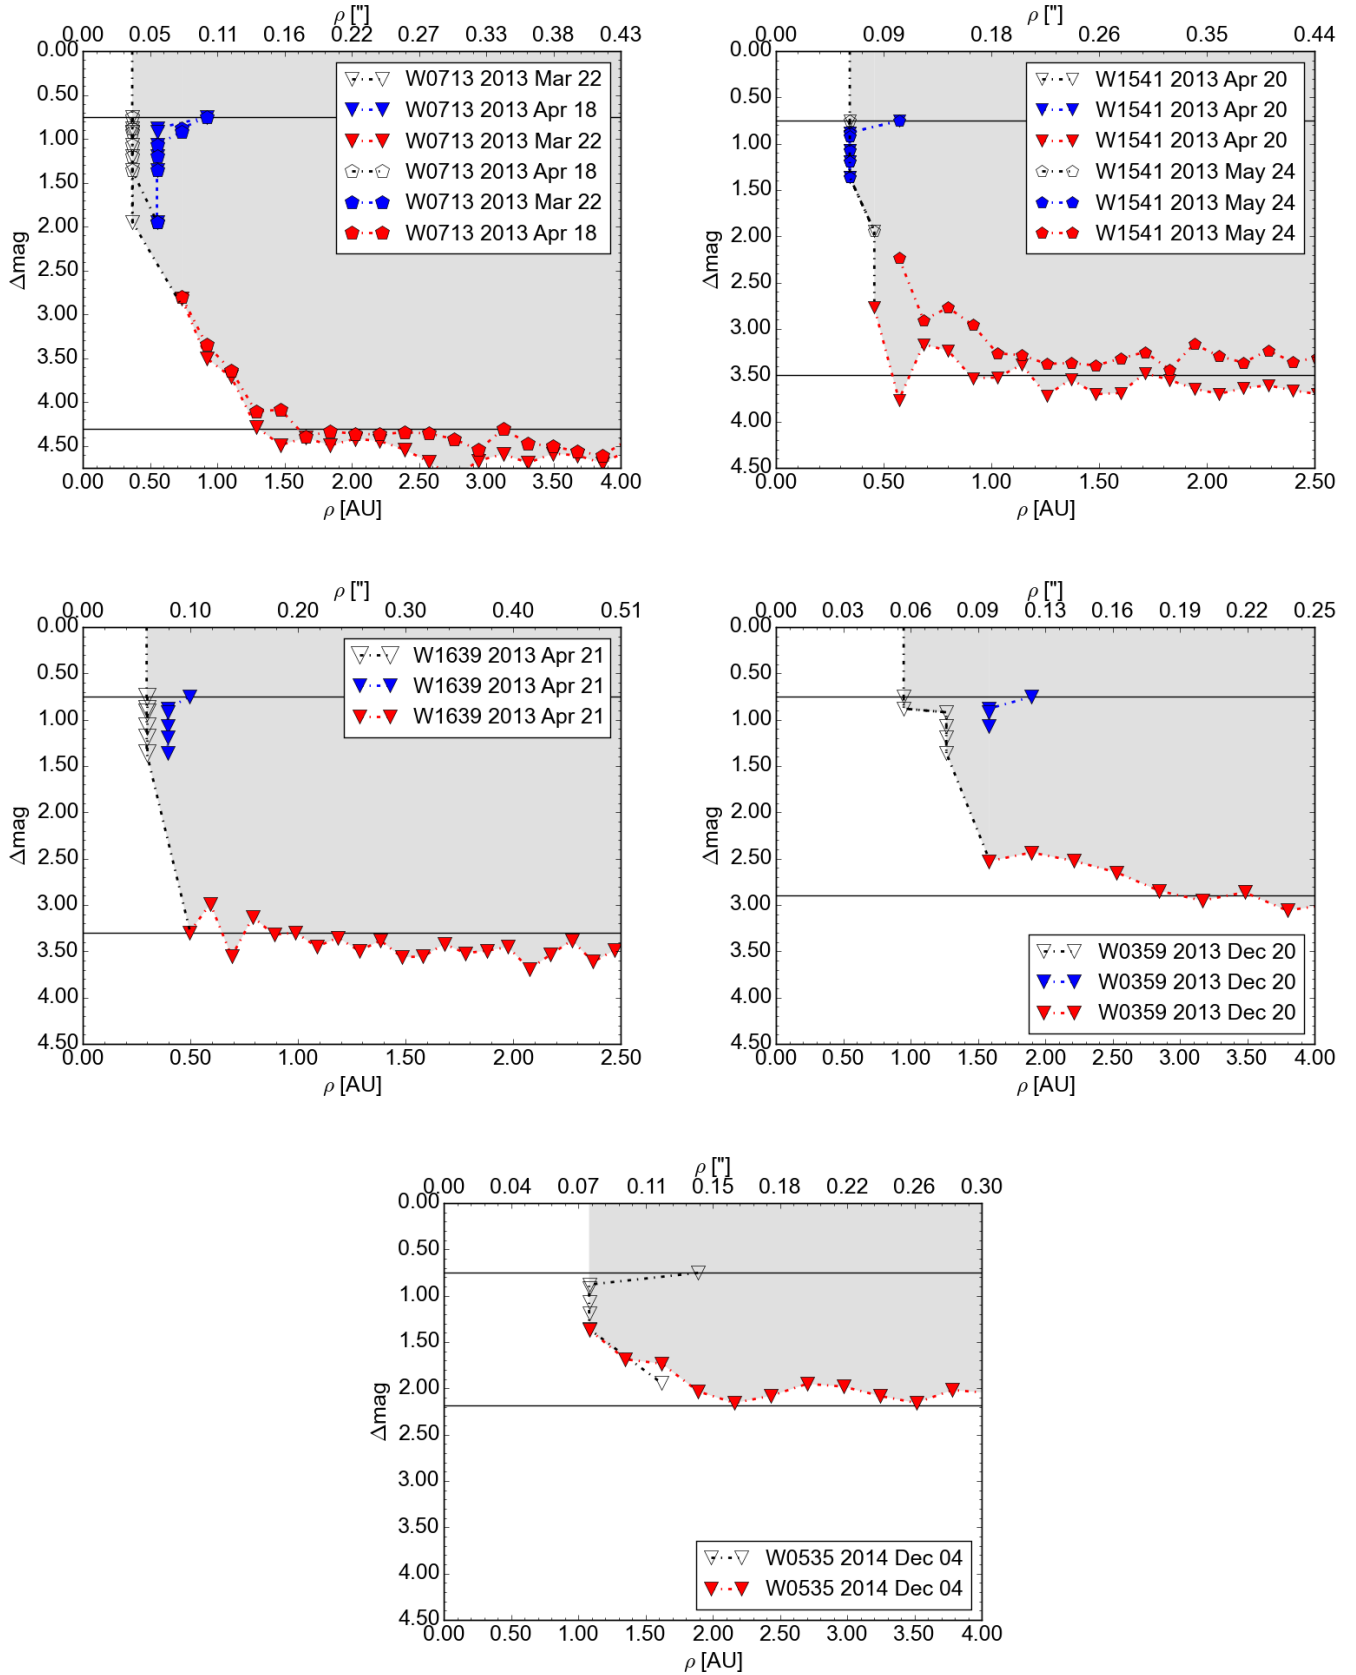 ρ ["]
0.00 0.05 0.11 0.16 0.22 0.27 0.33 0.38 0.43
0.00
0.50
1.00
1.50
2.00
2.50
3.00
3.50
4.00
4.50
Δmag
W0713 2013 Mar 22
W0713 2013 Apr 18
W0713 2013 Mar 22
W0713 2013 Apr 18
W0713 2013 Mar 22
W0713 2013 Apr 18
0.00 0.50 1.00 1.50 2.00 2.50 3.00 3.50 4.00
ρ [AU]
ρ ["]
0.00 0.09 0.18 0.26 0.35 0.44
0.00
0.50
1.00
1.50
2.00
2.50
3.00
3.50
4.00
4.50
Δmag
W1541 2013 Apr 20
W1541 2013 Apr 20
W1541 2013 Apr 20
W1541 2013 May 24
W1541 2013 May 24
W1541 2013 May 24
0.00 0.50 1.00 1.50 2.00 2.50
ρ [AU]
ρ ["]
0.00 0.10 0.20 0.30 0.40 0.51
0.00
0.50
1.00
1.50
2.00
2.50
3.00
3.50
4.00
4.50
Δmag
W1639 2013 Apr 21
W1639 2013 Apr 21
W1639 2013 Apr 21
0.00 0.50 1.00 1.50 2.00 2.50
ρ [AU]
ρ ["]
0.00 0.03 0.06 0.09 0.13 0.16 0.19 0.22 0.25
0.00
0.50
1.00
1.50
2.00
2.50
3.00
3.50
4.00
4.50
Δmag
W0359 2013 Dec 20
W0359 2013 Dec 20
W0359 2013 Dec 20
0.00 0.50 1.00 1.50 2.00 2.50 3.00 3.50 4.00
ρ [AU]
ρ ["]
0.00 0.04 0.07 0.11 0.15 0.18 0.22 0.26 0.30
0.00
0.50
1.00
1.50
2.00
2.50
3.00
3.50
4.00
4.50
Δmag
W0535 2014 Dec 04
W0535 2014 Dec 04
0.00 0.50 1.00 1.50 2.00 2.50 3.00 3.50 4.00
ρ [AU]